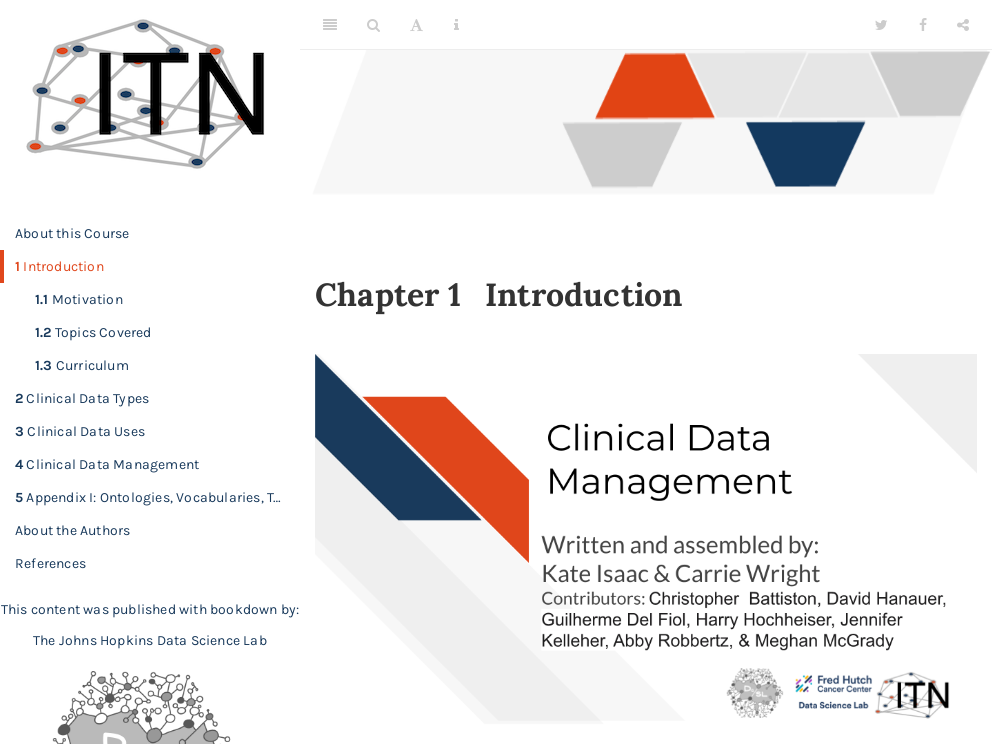 ITN
About this Course
1 Introduction
1.1 Motivation
1.2 Topics Covered
1.3 Curriculum
2 Clinical Data Types
3 Clinical Data Uses
4 Clinical Data Management
5 Appendix I: Ontologies, Vocabularies, T...
About the Authors
References
This content was published with bookdown by:
The Johns Hopkins Data Science Lab
Chapter 1 Introduction
Clinical Data
Management
Written and assembled by:
Kate Isaac & Carrie Wright
Contributors: Christopher Battiston, David Hanauer,
Guilherme Del Fiol, Harry Hochheiser, Jennifer
Kelleher, Abby Robbertz, & Meghan McGrady
Fred Hutch
Cancer Center
Data Science Lab
ITN